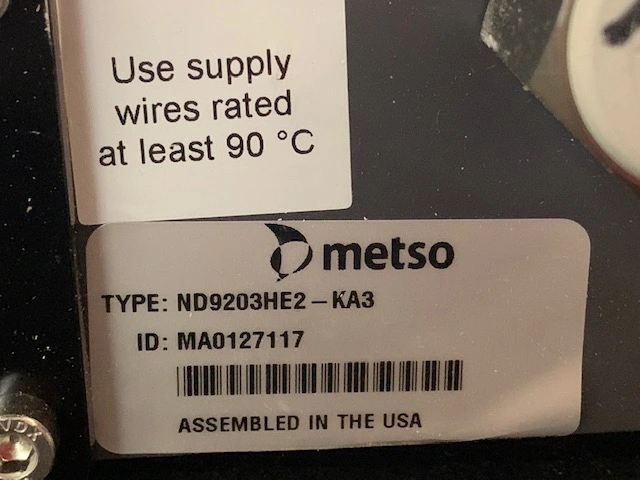 Use supply
wires rated
at least 90 °C
metso
TYPE: ND9203HE2-KA3
ID: MA0127117
ASSEMBLED IN THE USA